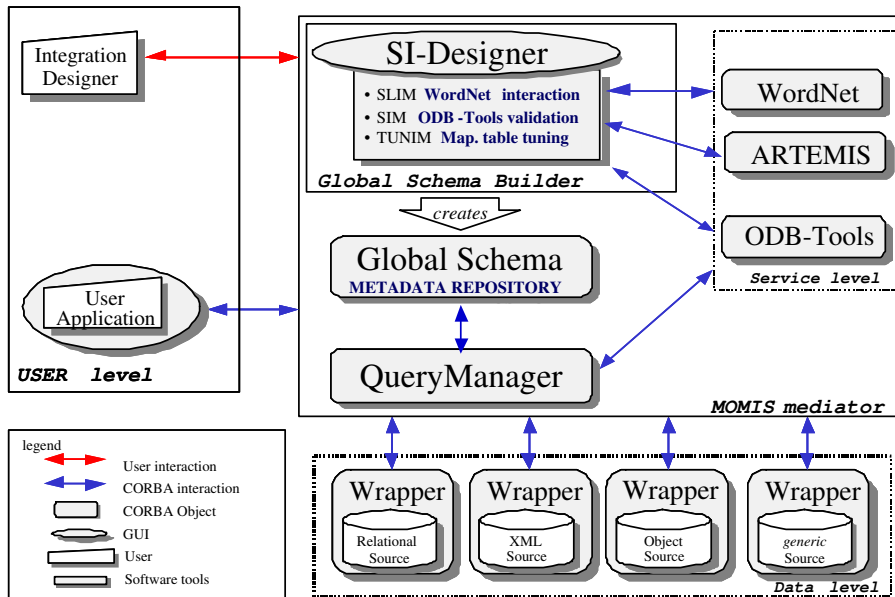 Integration
Designer
User
Application
USER level
SI-Designer
• SLIM WordNet interaction
• SIM ODB-Tools validation
• TUNIM Map. table tuning
Global Schema Builder
creates
Global Schema
METADATA REPOSITORY
QueryManager
MOMIS mediator
WordNet
ARTEMIS
ODB-Tools
Service level
legend
User interaction
CORBA interaction
CORBA Object
GUI
User
Software tools
Wrapper
Relational
Source
Wrapper
XML
Source
Wrapper
Object
Source
Wrapper
generic
Source
Data level